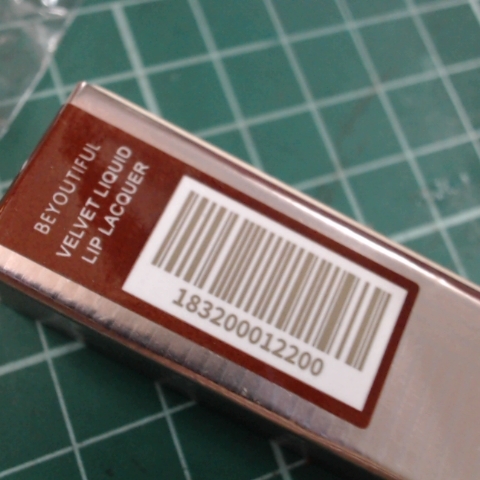 BEYOUTIFUL
VELVET LIQUID
LIP LACQUER
183200012200